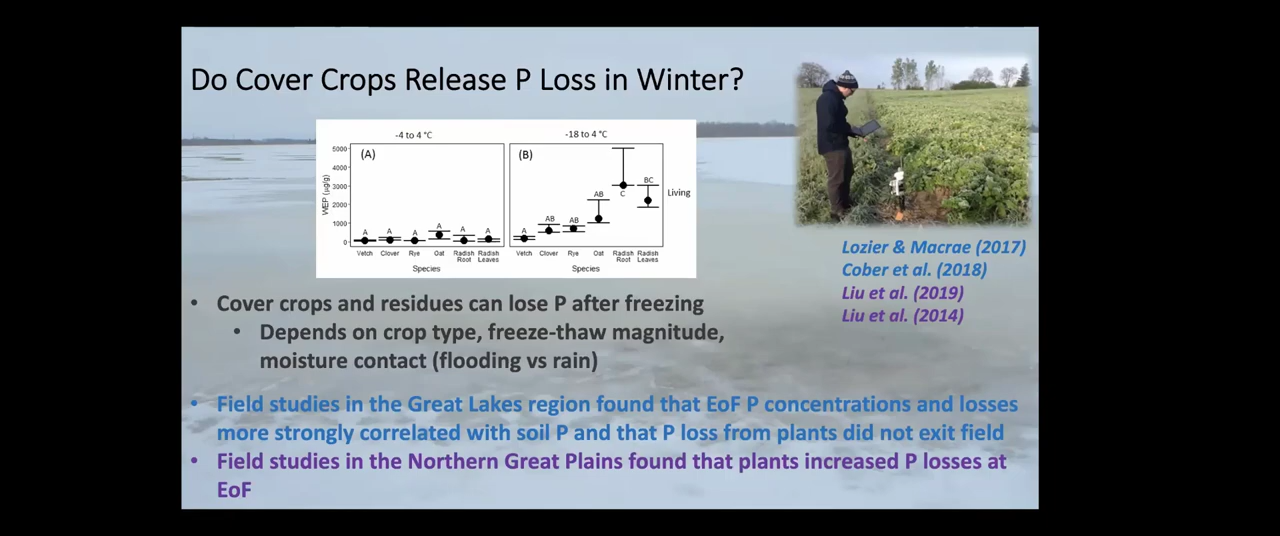 Do Cover Crops Release P Loss in Winter?
-4 to 4 °C
-18 to 4 °C
(A)
(B)
5000
4000
3000
2000
1000
0
WEP (µg/g)
A A A A A A
A AB AB AB C BC
Living
Vetch Clover Rye Oat Radish Root Radish Leaves
Vetch Clover Rye Oat Radish Root Radish Leaves
Species
Species
Lozier & Macrae (2017)
Cober et al. (2018)
Liu et al. (2019)
Liu et al. (2014)
• Cover crops and residues can lose P after freezing
• Depends on crop type, freeze-thaw magnitude,
moisture contact (flooding vs rain)
• Field studies in the Great Lakes region found that EoF P concentrations and losses
more strongly correlated with soil P and that P loss from plants did not exit field
• Field studies in the Northern Great Plains found that plants increased P losses at
EoF